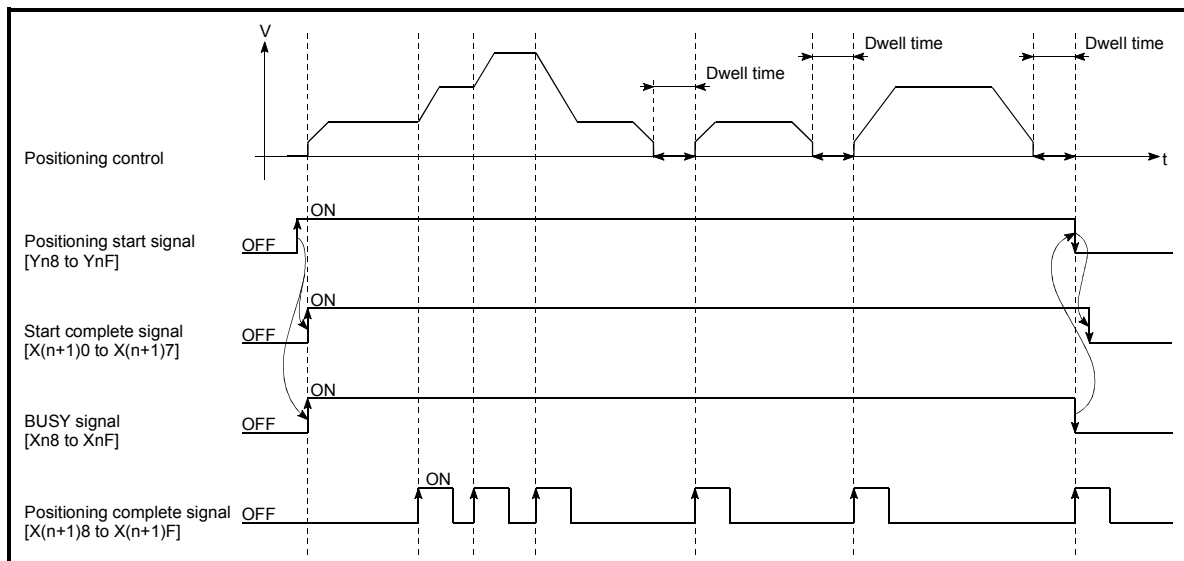 V
Dwell time
Dwell time
Dwell time
Positioning control
t
ON
Positioning start signal
[Yn8 to YnF]
OFF
ON
Start complete signal
[X(n+1)0 to X(n+1)7]
OFF
ON
BUSY signal
[Xn8 to XnF]
OFF
ON
Positioning complete signal
[X(n+1)8 to X(n+1)F]
OFF